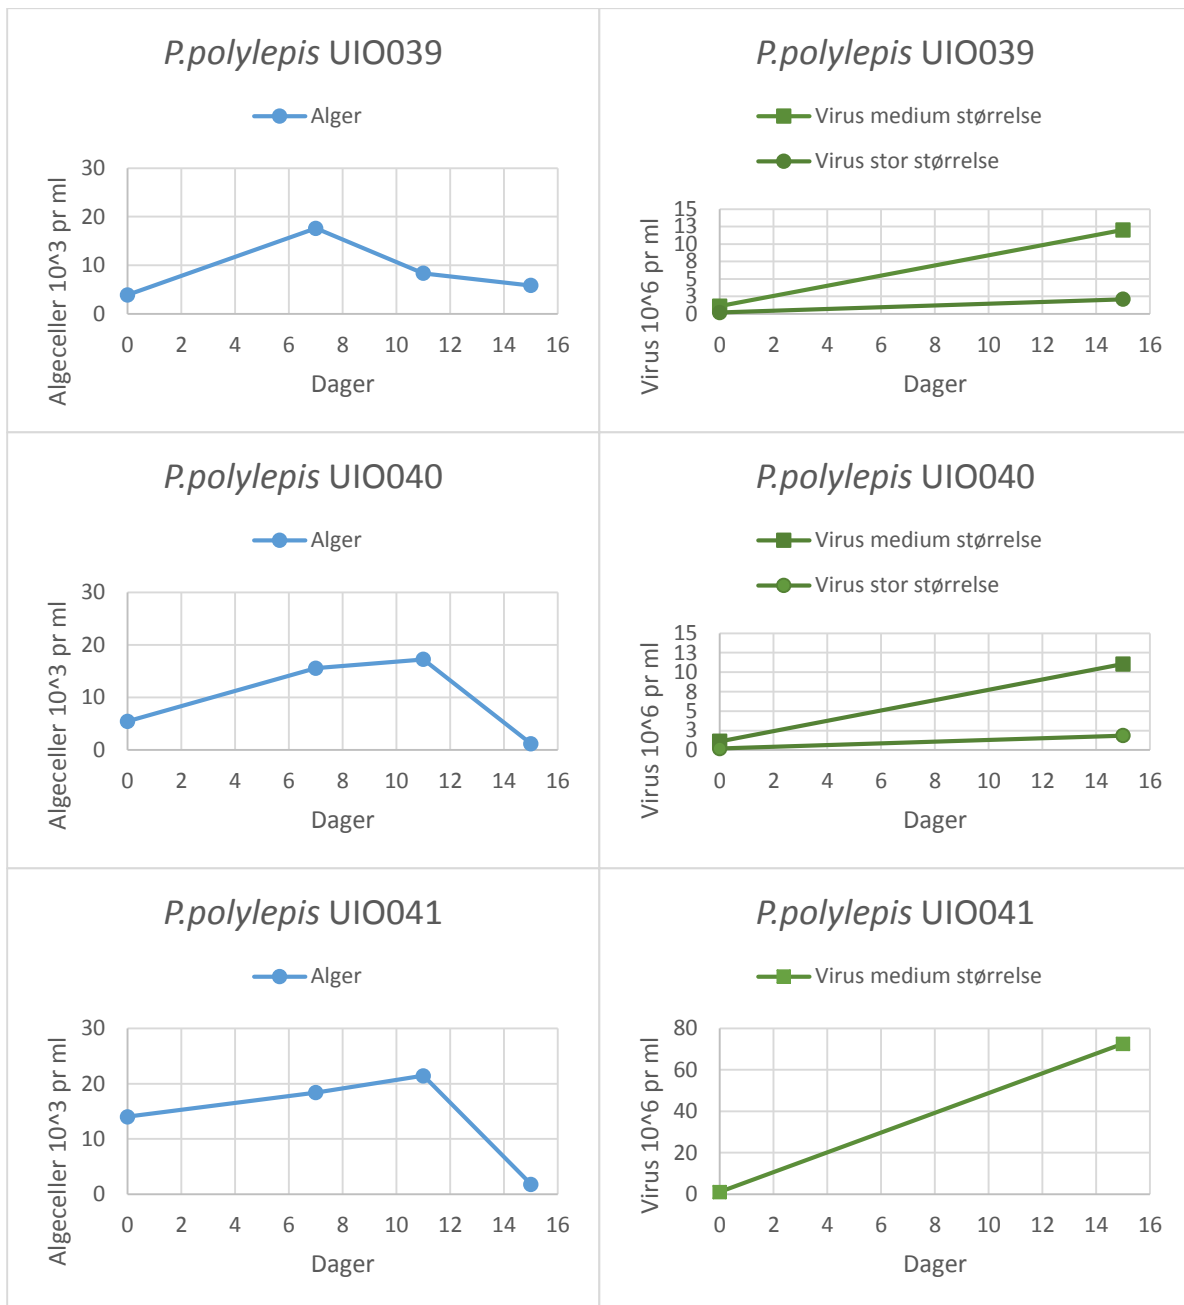 P.polylepis UIO039
Alger
Algeceller 10^3 pr ml
30
20
10
0
0 2 4 6 8 10 12 14 16
Dager
P.polylepis UIO039
Virus medium størrelse
Virus stor størrelse
Virus 10^6 pr ml
15
13
10
8
5
3
0
0 2 4 6 8 10 12 14 16
Dager
P.polylepis UIO040
Alger
Algeceller 10^3 pr ml
30
20
10
0
0 2 4 6 8 10 12 14 16
Dager
P.polylepis UIO040
Virus medium størrelse
Virus stor størrelse
Virus 10^6 pr ml
15
13
10
8
5
3
0
0 2 4 6 8 10 12 14 16
Dager
P.polylepis UIO041
Alger
Algeceller 10^3 pr ml
30
20
10
0
0 2 4 6 8 10 12 14 16
Dager
P.polylepis UIO041
Virus medium størrelse
Virus 10^6 pr ml
80
60
40
20
0
0 2 4 6 8 10 12 14 16
Dager